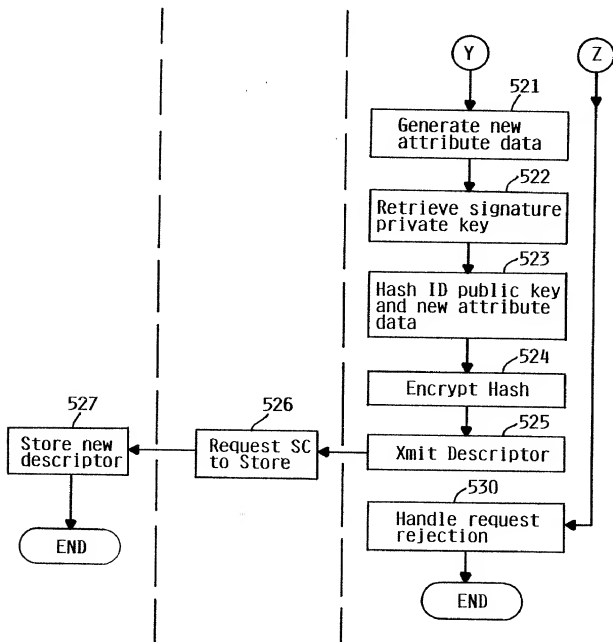 Y
Z
521
Generate new
attribute data
522
Retrieve signature
private key
523
Hash ID public key
and new attribute
data
524
Encrypt Hash
527
Store new
descriptor
526
Request SC
to Store
525
Xmit Descriptor
530
Handle request
rejection
END
END